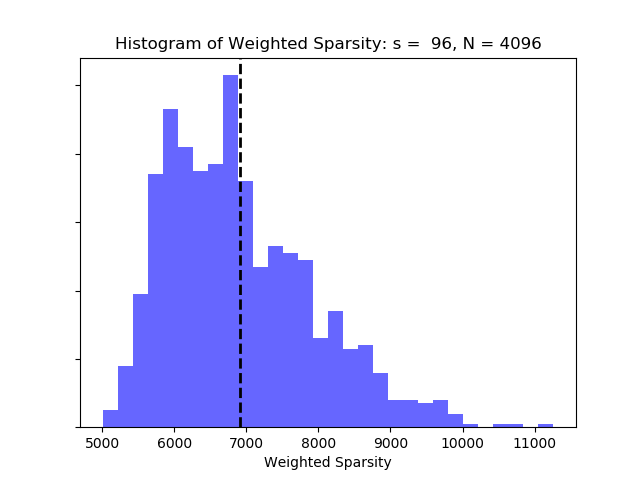 Histogram of Weighted Sparsity: s =  96, N = 4096
5000 6000 7000 8000 9000 10000 11000
Weighted Sparsity